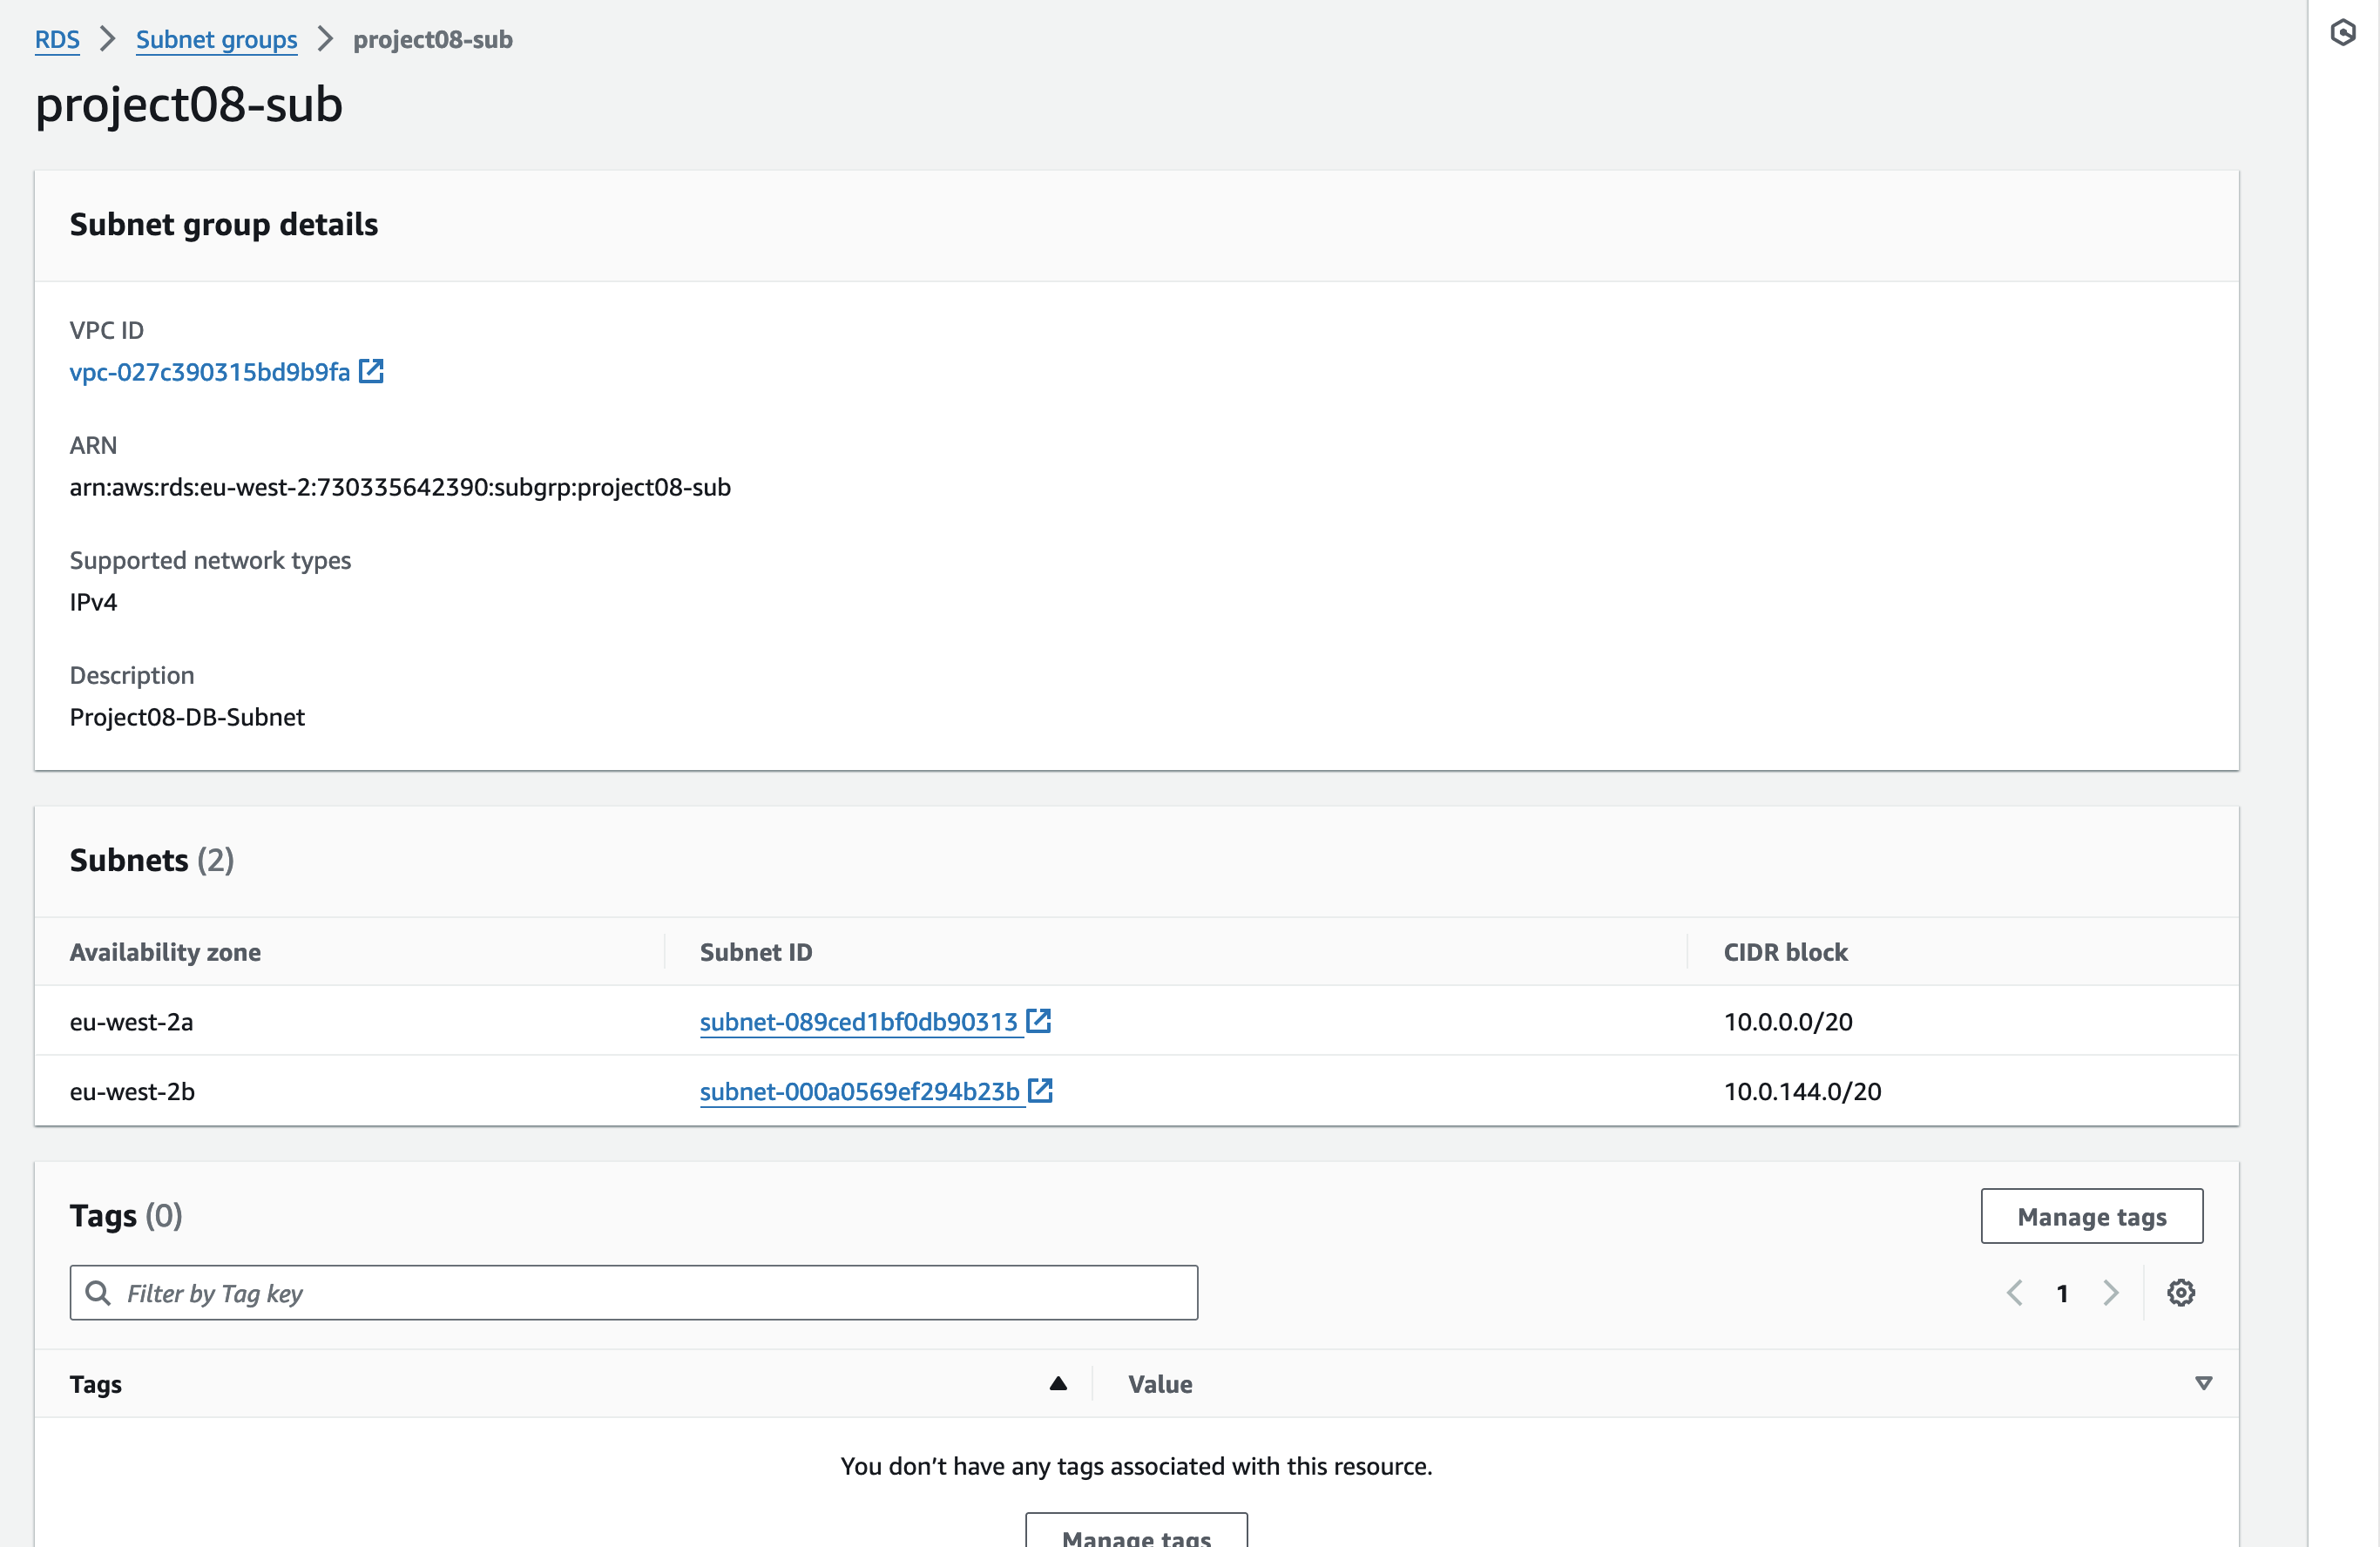 RDS > Subnet groups > project08-sub
project08-sub
Subnet group details
VPC ID
vpc-027c390315bd9b9fa
ARN
arn:aws:rds:eu-west-2:730335642390:subgrp:project08-sub
Supported network types
IPv4
Description
Project08-DB-Subnet
Subnets (2)
Availability zone Subnet ID CIDR block
eu-west-2a subnet-089ced1bf0db90313 10.0.0.0/20
eu-west-2b subnet-000a0569ef294b23b 10.0.144.0/20
Tags (0) Manage tags
Filter by Tag key 1
Tags Value
You don't have any tags associated with this resource.
Manage tags